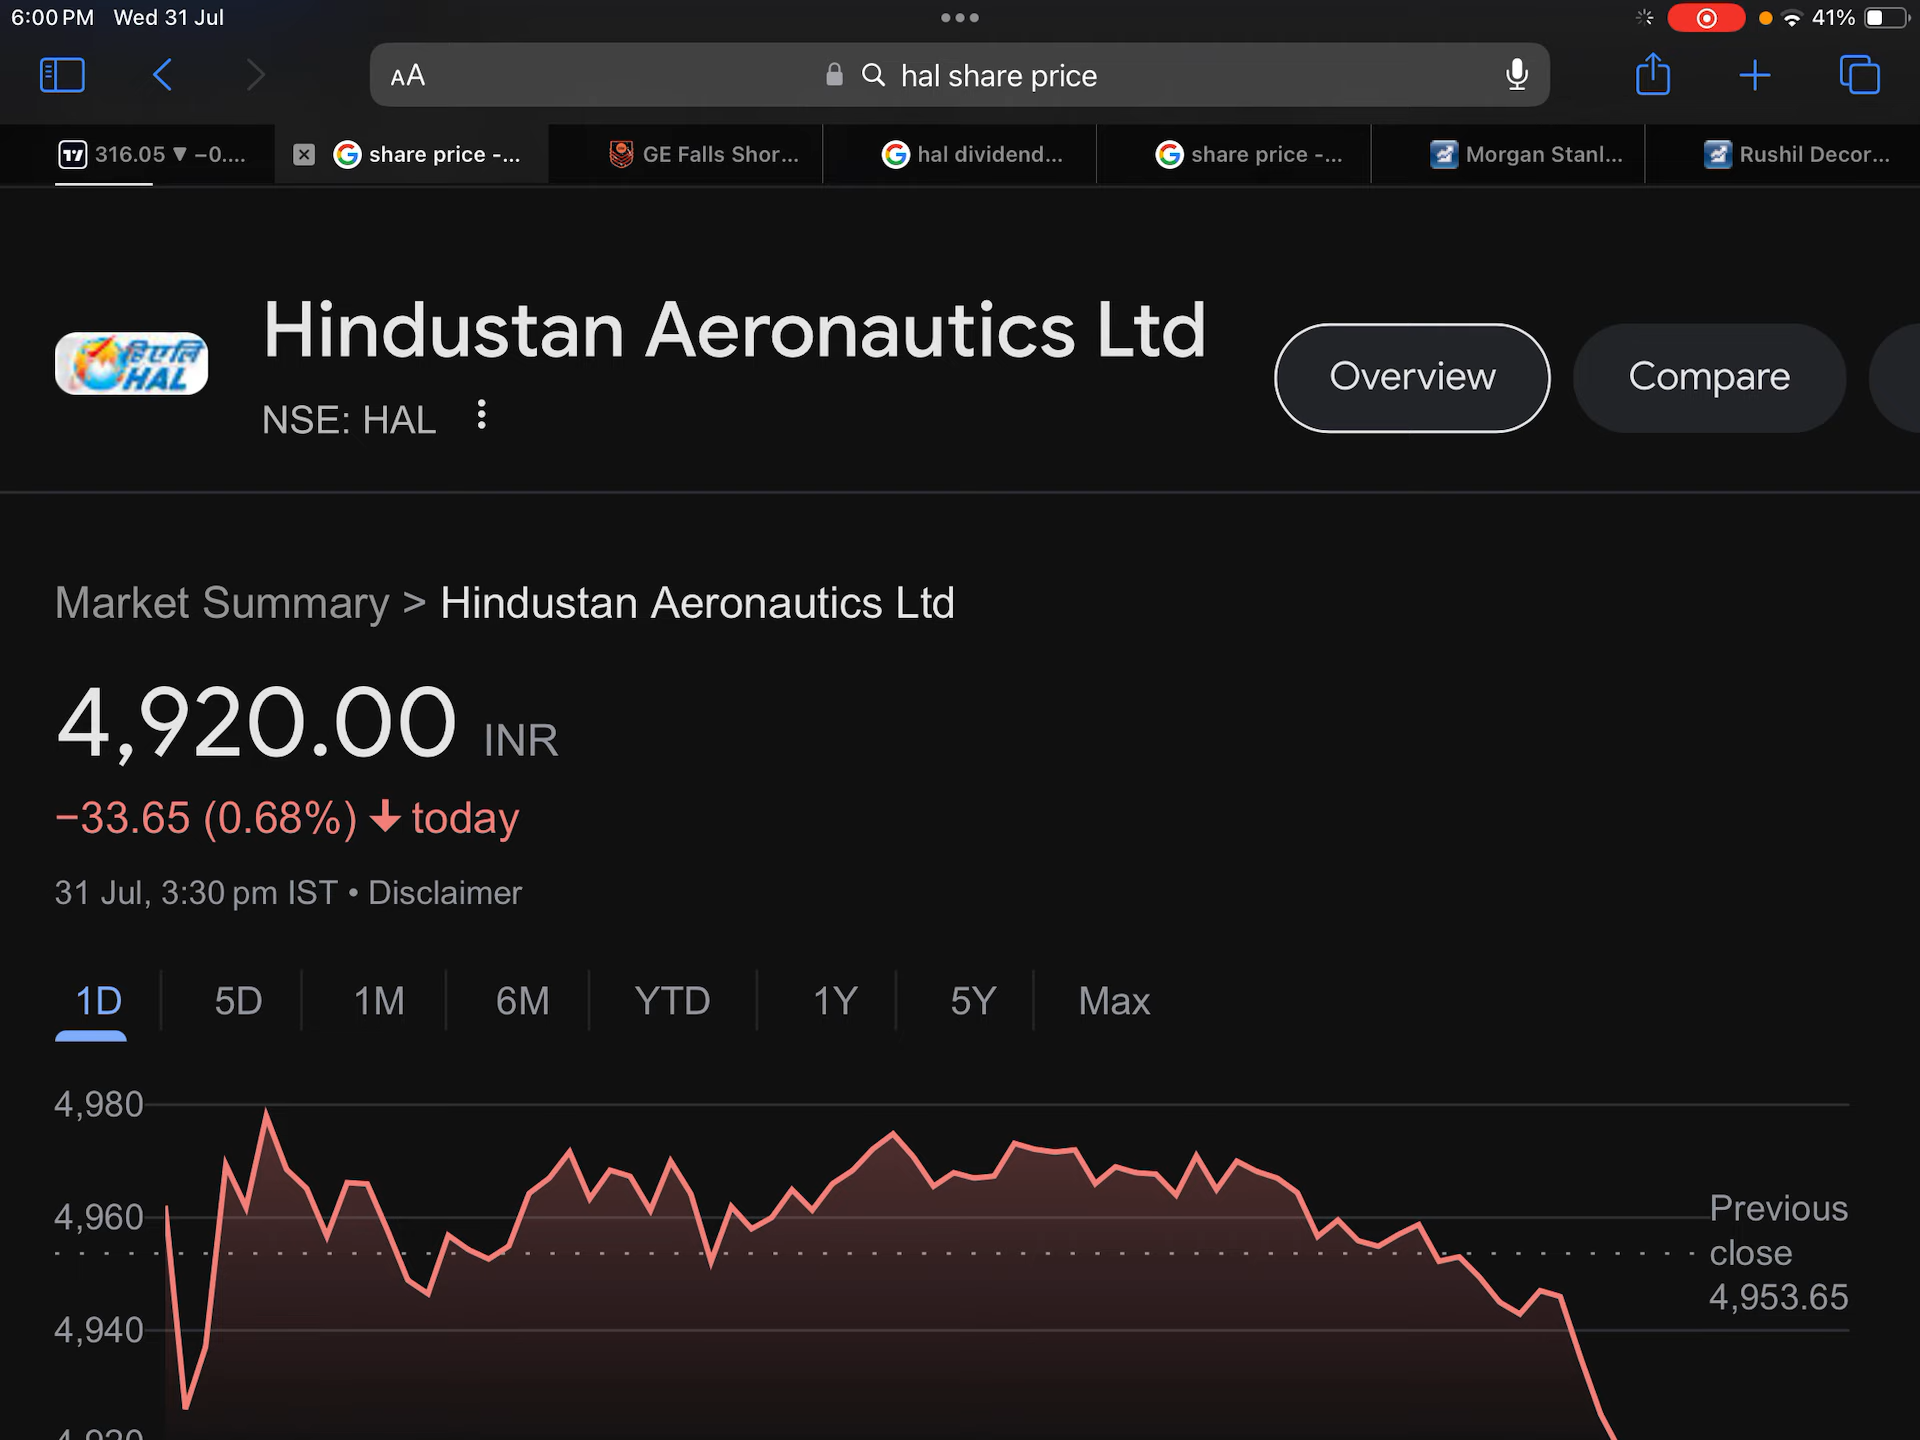 6:00 PM Wed 31 Jul
41%
AA
hal share price
316.05 ▼ −0....
share price -...
GE Falls Shor...
hal dividend...
share price -...
Morgan Stanl...
Rushil Decor...
हिएएलि
HAL
Hindustan Aeronautics Ltd
NSE: HAL
Overview
Compare
Market Summary > Hindustan Aeronautics Ltd
4,920.00 INR
−33.65 (0.68%) ↓ today
31 Jul, 3:30 pm IST • Disclaimer
1D 5D 1M 6M YTD 1Y 5Y Max
4,980
4,960
4,940
Previous
close
4,953.65